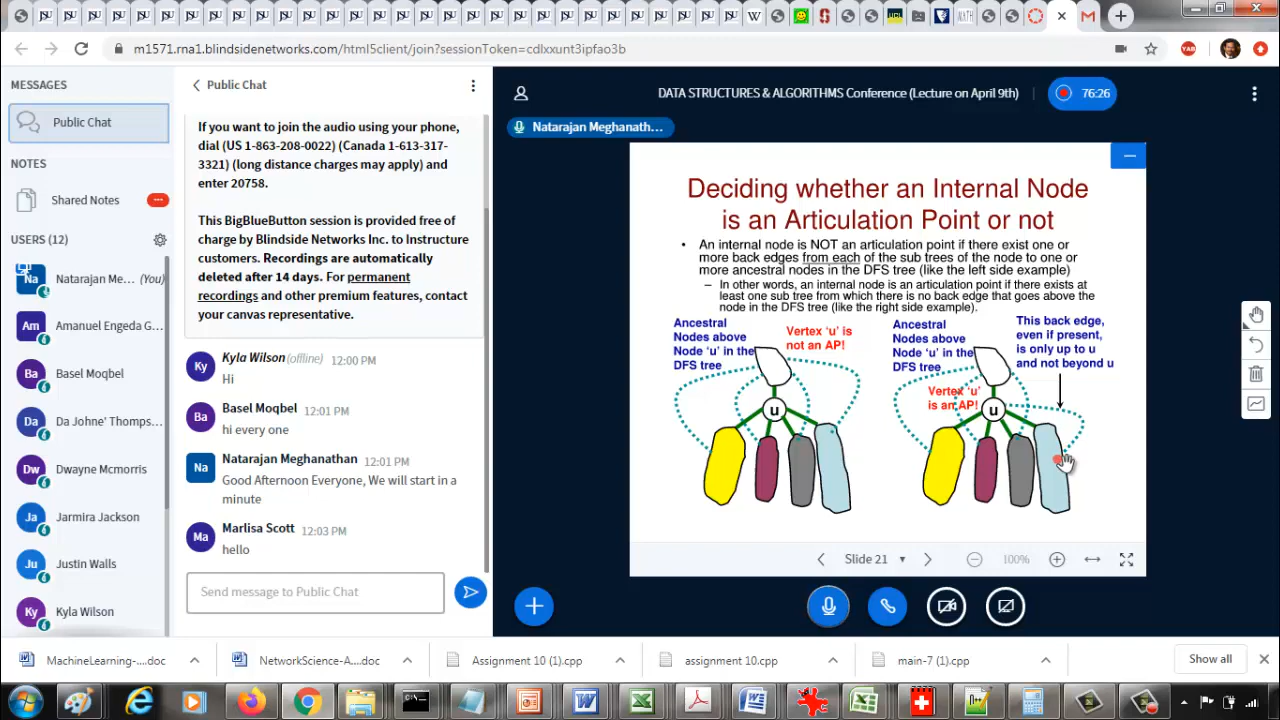 m1571.rna1.blindsidenetworks.com/html5client/join?sessionToken=cdlxxunt3ipfao3b
MESSAGES
Public Chat
NOTES
Shared Notes
USERS (12)
Na
Natarajan Me... (You)
Am
Amanuel Engeda G...
Ba
Basel Moqbel
Da
Da Johne' Thomps...
Dw
Dwayne Mcmorris
Ja
Jarmira Jackson
Ju
Justin Walls
Ky
Kyla Wilson
Public Chat
If you want to join the audio using your phone,
dial (US 1-863-208-0022) (Canada 1-613-317-
3321) (long distance charges may apply) and
enter 20758.
This BigBlueButton session is provided free of
charge by Blindside Networks Inc. to Instructure
customers. Recordings are automatically
deleted after 14 days. For permanent
recordings and other premium features, contact
your canvas representative.
Ky
Kyla Wilson (offline) 12:00 PM
Hi
Ba
Basel Moqbel 12:01 PM
hi every one
Na
Natarajan Meghanathan 12:01 PM
Good Afternoon Everyone, We will start in a
minute
Ma
Marlisa Scott 12:03 PM
hello
Send message to Public Chat
DATA STRUCTURES & ALGORITHMS Conference (Lecture on April 9th)
76:26
Natarajan Meghanath...
Deciding whether an Internal Node
is an Articulation Point or not
• An internal node is NOT an articulation point if there exist one or
more back edges from each of the sub trees of the node to one or
more ancestral nodes in the DFS tree (like the left side example)
– In other words, an internal node is an articulation point if there exists at
least one sub tree from which there is no back edge that goes above the
node in the DFS tree (like the right side example).
Ancestral
Nodes above
Node 'u' in the
DFS tree
Vertex 'u' is
not an AP!
u
Ancestral
Nodes above
Node 'u' in the
DFS tree
Vertex 'u'
is an AP!
u
This back edge,
even if present,
is only up to u
and not beyond u
Slide 21
100%
MachineLearning-....doc
NetworkScience-A....doc
Assignment 10 (1).cpp
assignment 10.cpp
main-7 (1).cpp
Show all